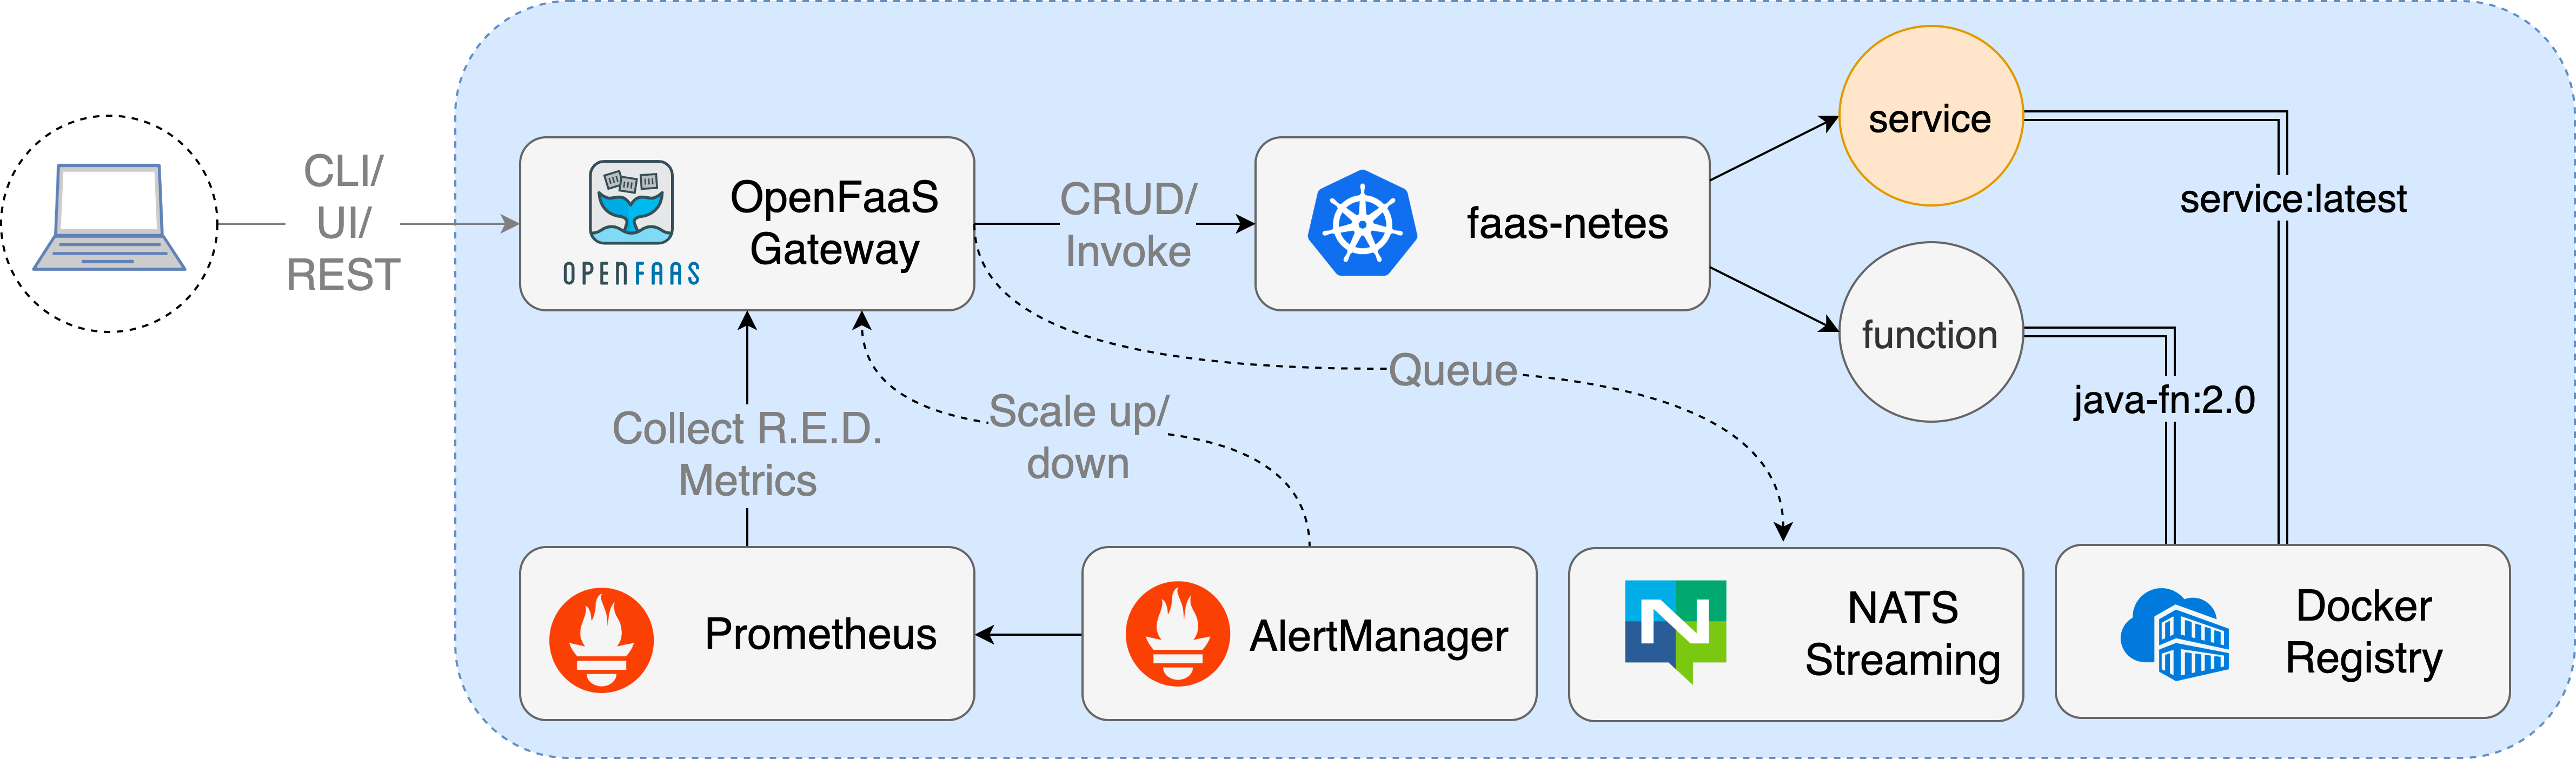 CLI/
UI/
REST
OPENFAAS
OpenFaaS
Gateway
CRUD/
Invoke
faas-netes
service
service:latest
function
java-fn:2.0
Queue
Scale up/
down
Collect R.E.D.
Metrics
Prometheus
AlertManager
N
NATS
Streaming
Docker
Registry